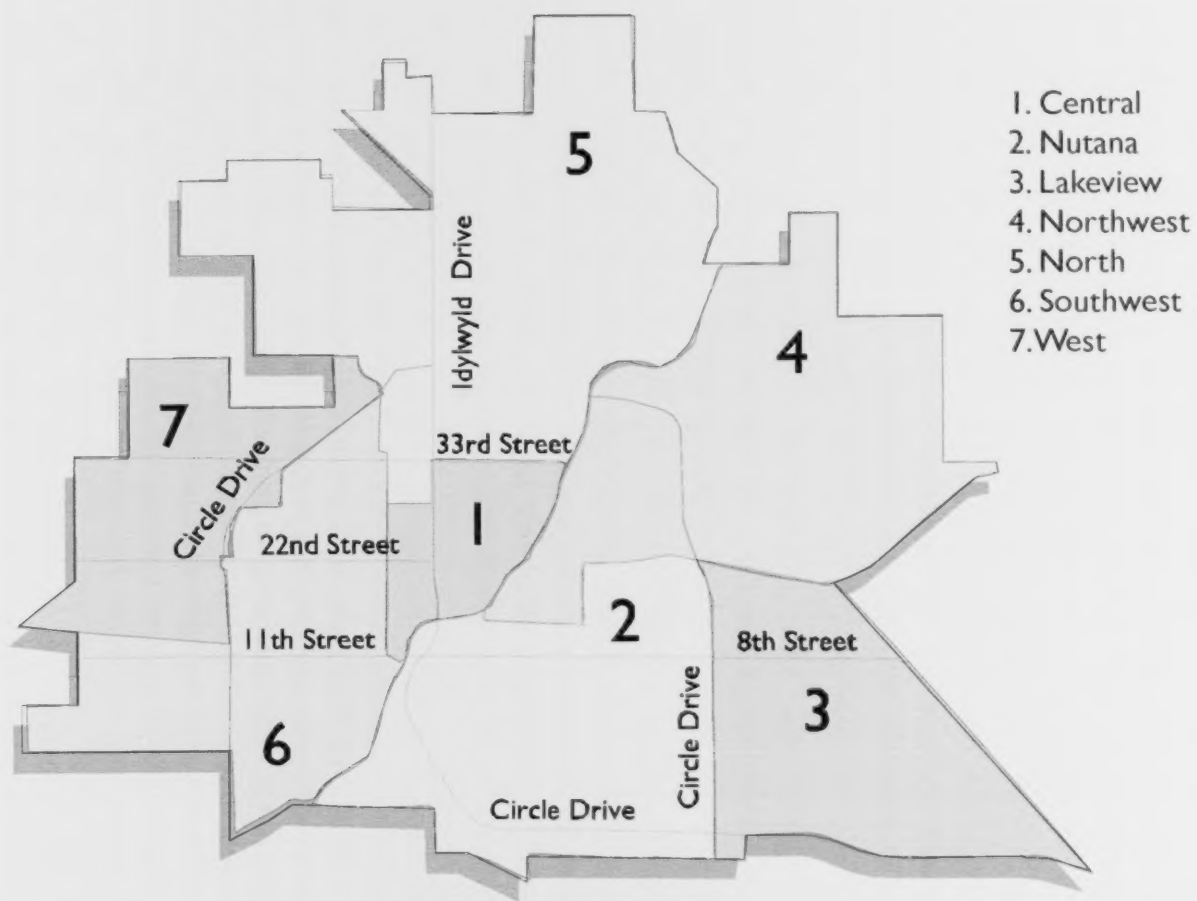 1. Central
2. Nutana
3. Lakeview
4. Northwest
5. North
6. Southwest
7. West
5
Idylwyld Drive
4
7
33rd Street
Circle Drive
1
22nd Street
2
11th Street
8th Street
Circle Drive
3
6
Circle Drive